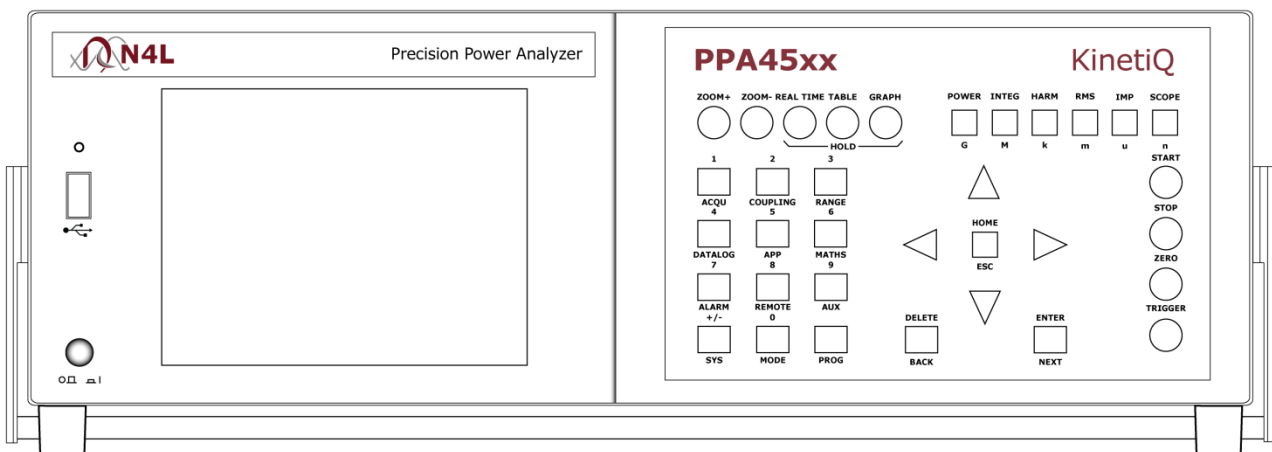 N4L
Precision Power Analyzer
PPA45xx
KinetiQ
ZOOM+ ZOOM- REAL TIME TABLE GRAPH
HOLD
POWER INTEG HARM RMS IMP SCOPE
G M k m u n
1 2 3
ACQU COUPLING RANGE
4 5 6
DATALOG APP MATHS
7 8 9
ALARM REMOTE AUX
+/- 0
SYS MODE PROG
HOME
ESC
DELETE
BACK
ENTER
NEXT
START
STOP
ZERO
TRIGGER